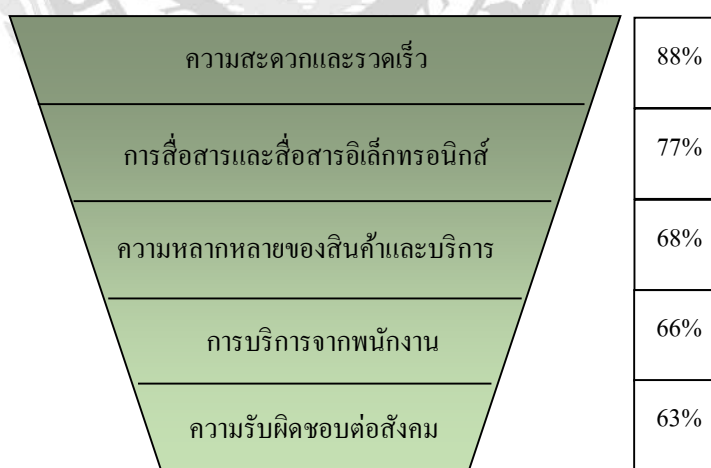 ความสะดวกและรวดเร็ว
88%
การสื่อสารและสื่อสารอิเล็กทรอนิกส์
77%
ความหลากหลายของสินค้าและบริการ
68%
การบริการจากพนักงาน
66%
ความรับผิดชอบต่อสังคม
63%